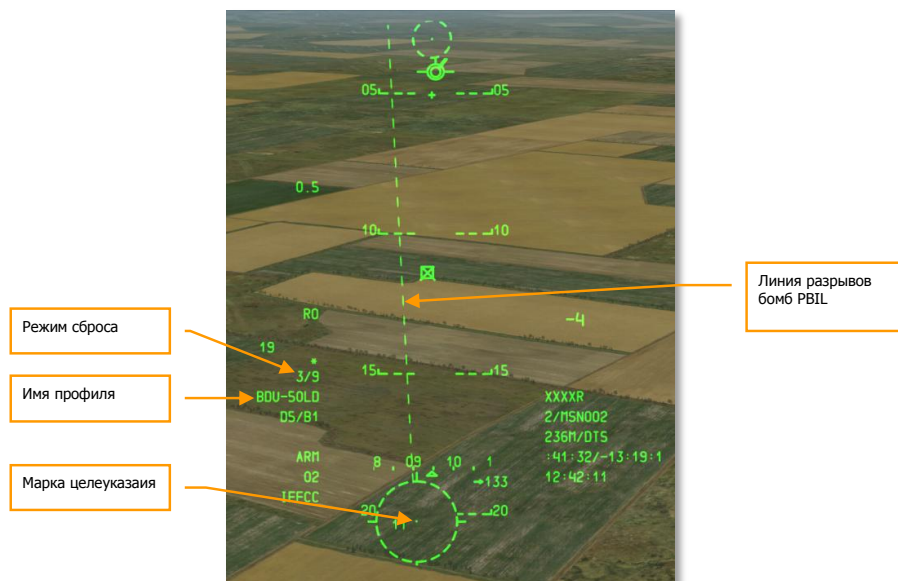 05 05
0.5
10 10
R0
-4
19
*
3/9
15 15
BDU-50LD
D5/B1
XXXXR
2/MSN002
236M/DTS
ARM
8 09 10 1
:41:32/-13:19:1
02
→133
12:42:11
IFFCC
20 20
Режим сброса
Имя профиля
Марка целеуказаия
Линия разрывов
бомб PBIL